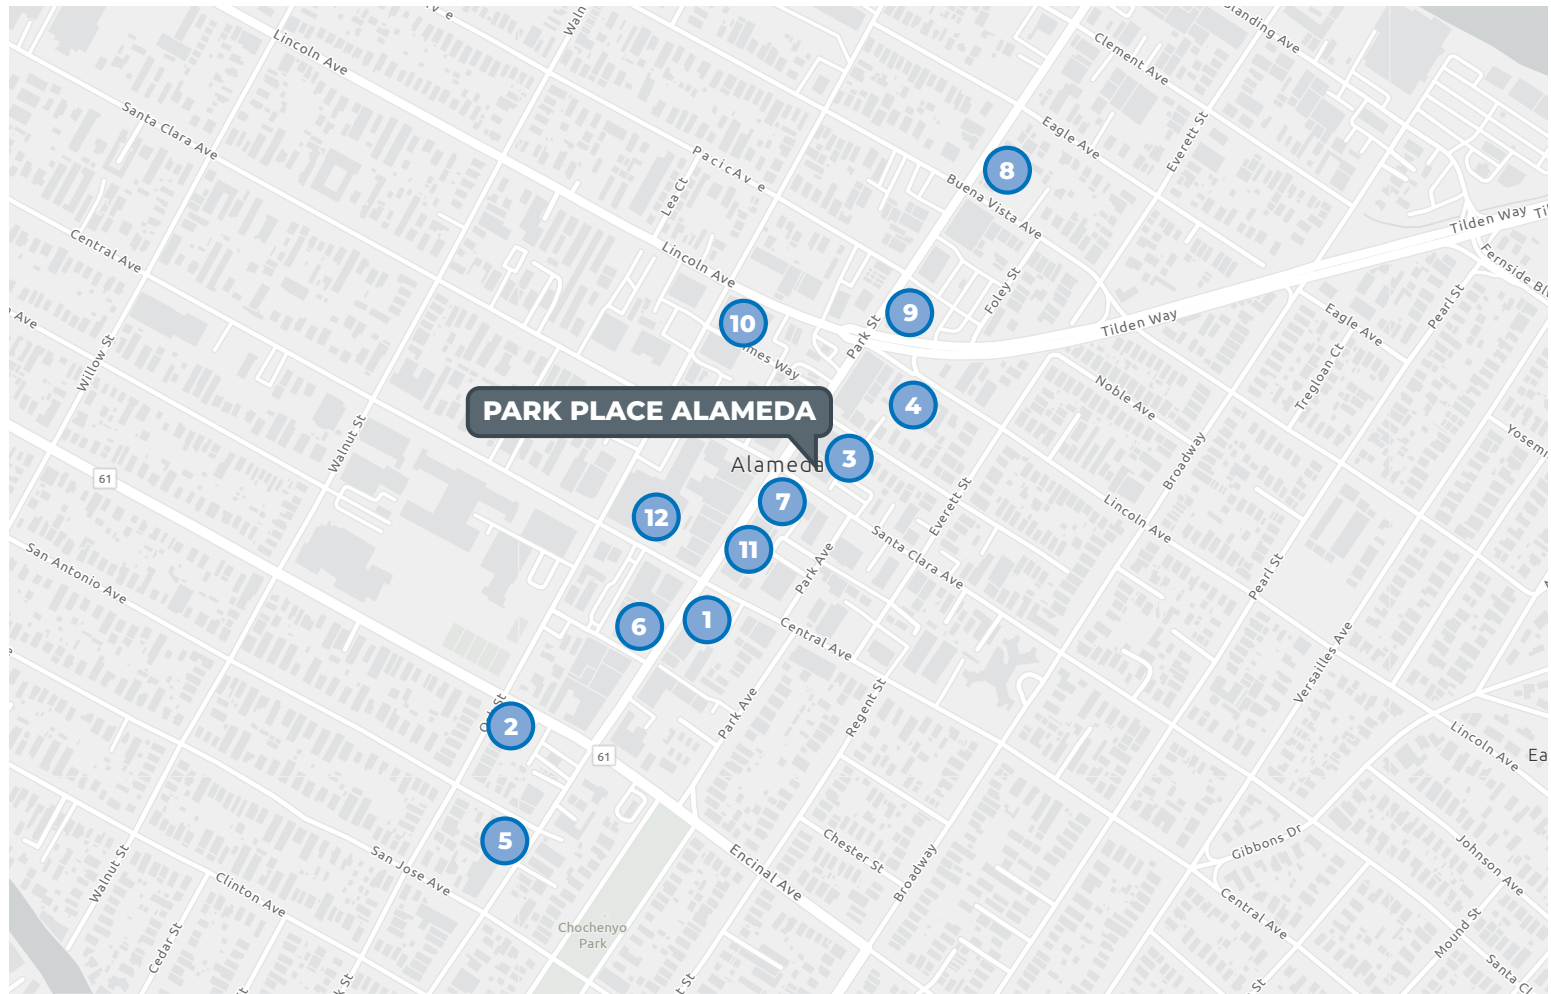 Lincoln Ave
Clement Ave
Santa Clara Ave
Eagle Ave
Everett St
Lea Ct
8
Buena Vista Ave
Tilden Way
Central Ave
Lincoln Ave
Foley St
Fernside
Pearl St
Eagle Ave
10
9
Park St
Tilden Way
Willow St
Way
Tregloan Ct
Noble Ave
PARK PLACE ALAMEDA
4
Walnut St
Alameda
3
Broadway
61
7
12
Everett St
Lincoln Ave
11
Santa Clara Ave
Park Ave
San Antonio Ave
Pearl St
6
1
Central Ave
Versailles Ave
Park Ave
Regent St
2
61
Lincoln Ave
5
Chester St
Gibbons Dr
Johnson Ave
San Jose Ave
Encinal Ave
Broadway
Walnut St
Clinton Ave
Central Ave
Chochenyo
Park
Cedar St
Mound St